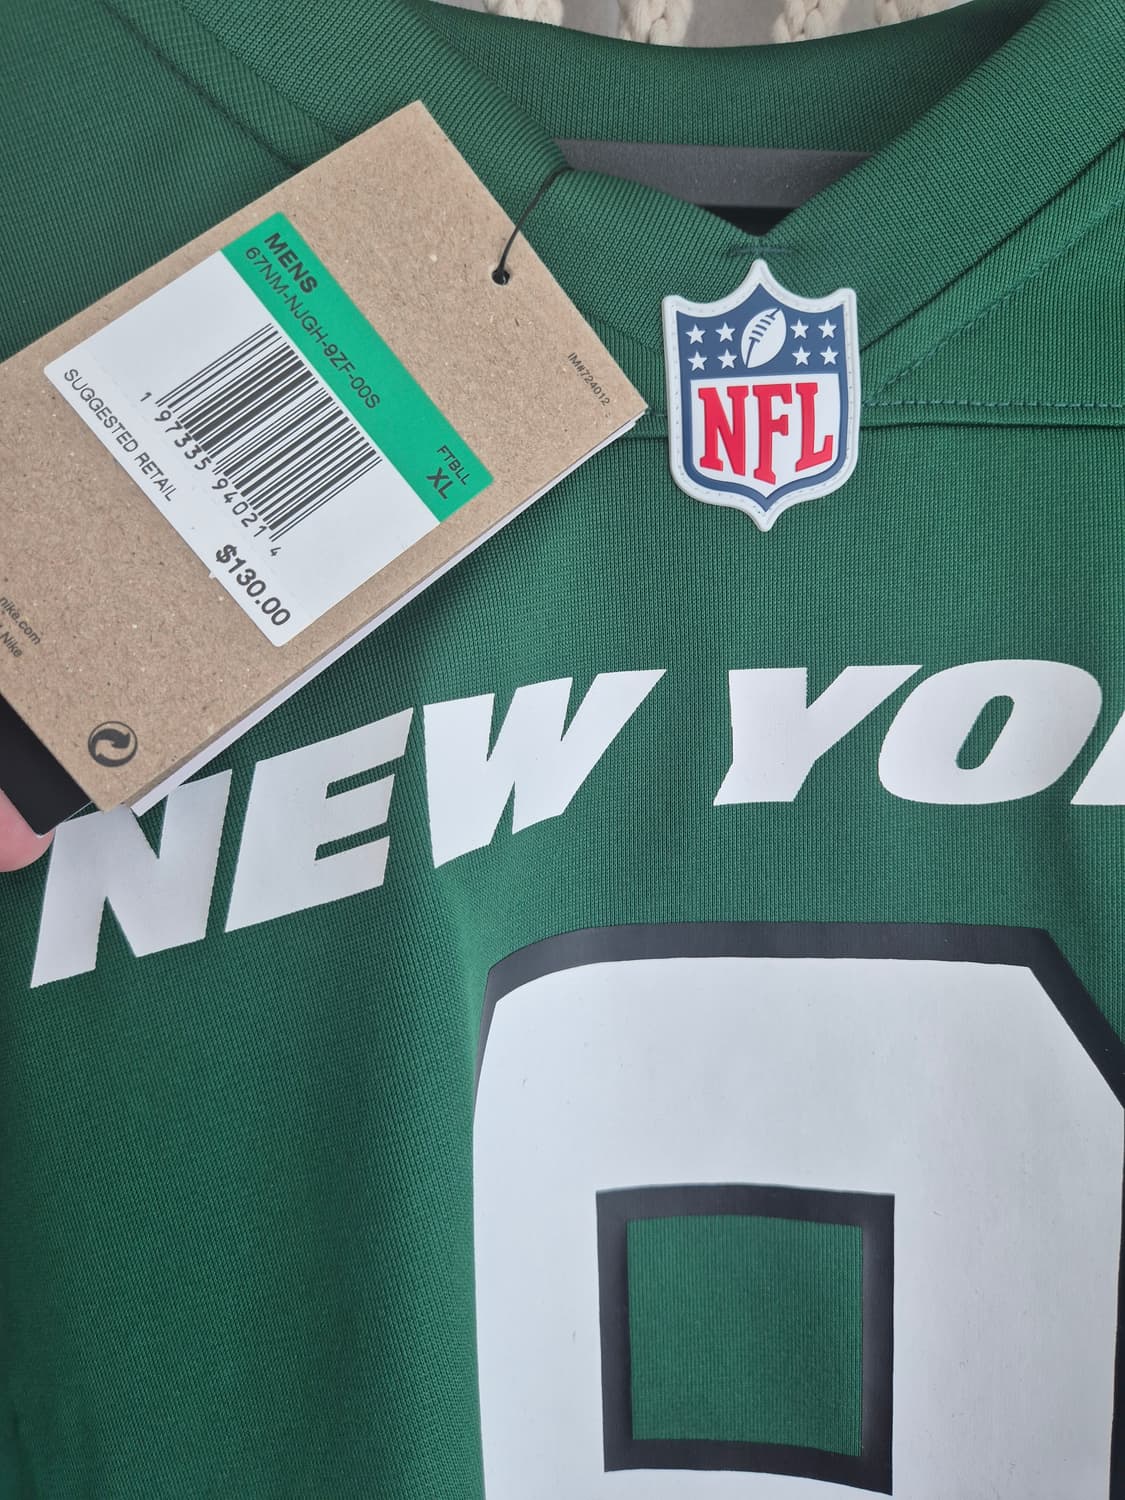 MENS
67NM-NJGH-9ZF-00S
FTBLL
XL
1 97335 94021 4
SUGGESTED RETAIL
$130.00
IM#724012
nike.com
Nike
NFL
NEW YO